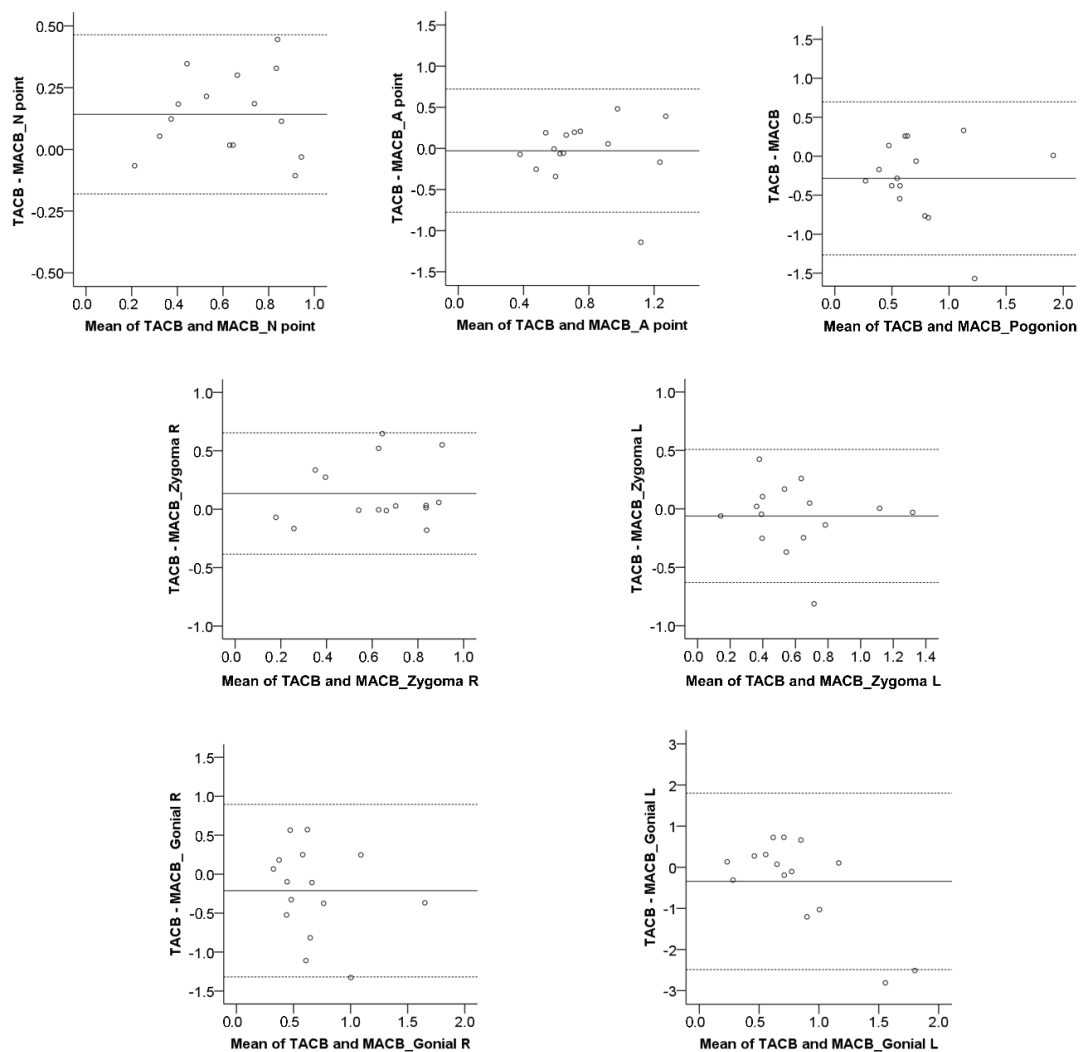 0.50
0.25
0.00
-0.25
-0.50
TACB - MACB_N point
0.0 0.2 0.4 0.6 0.8 1.0
Mean of TACB and MACB_N point
1.5
1.0
0.5
0.0
-0.5
-1.0
-1.5
TACB - MACB_A point
0.0 0.4 0.8 1.2
Mean of TACB and MACB_A point
1.5
1.0
0.5
0.0
-0.5
-1.0
-1.5
TACB - MACB
0.0 0.5 1.0 1.5 2.0
Mean of TACB and MACB_Pogonion
1.0
0.5
0.0
-0.5
-1.0
TACB - MACB_Zygoma R
0.0 0.2 0.4 0.6 0.8 1.0
Mean of TACB and MACB_Zygoma R
1.0
0.5
0.0
-0.5
-1.0
TACB - MACB_Zygoma L
0.0 0.2 0.4 0.6 0.8 1.0 1.2 1.4
Mean of TACB and MACB_Zygoma L
1.5
1.0
0.5
0.0
-0.5
-1.0
-1.5
TACB - MACB_ Gonial R
0.0 0.5 1.0 1.5 2.0
Mean of TACB and MACB_Gonial R
3
2
1
0
-1
-2
-3
TACB - MACB_Gonial L
0.0 0.5 1.0 1.5 2.0
Mean of TACB and MACB_Gonial L